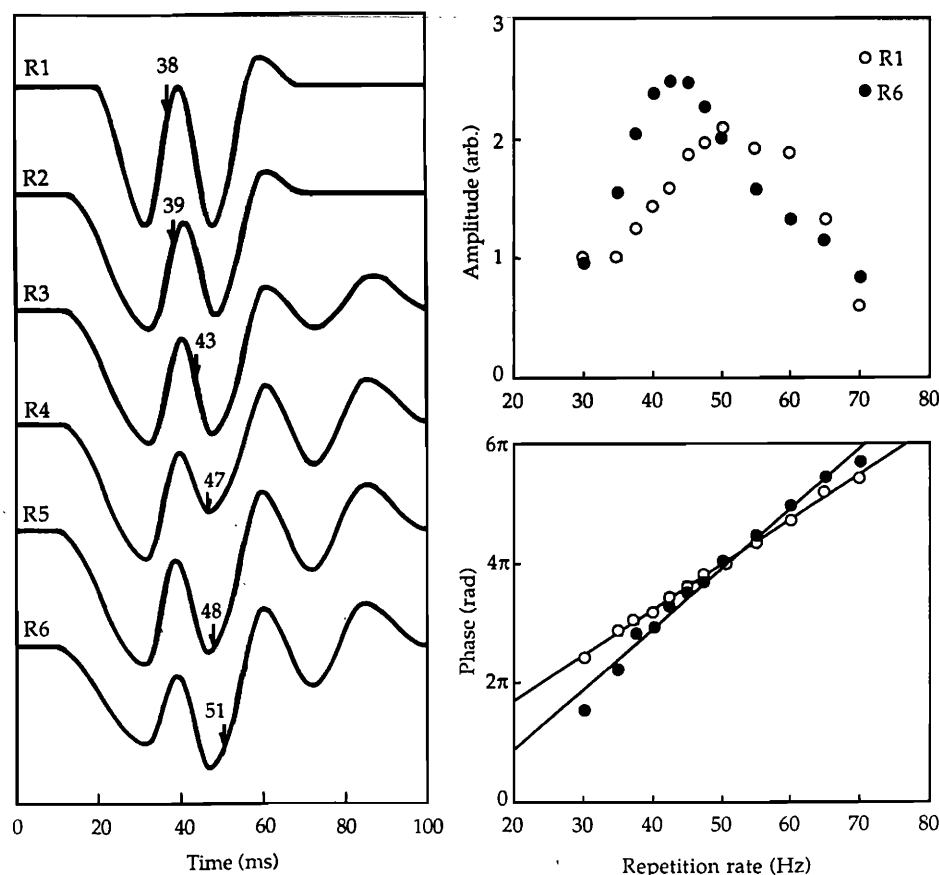 R1
38
R2
39
R3
43
R4
47
R5
48
R6
51
0 20 40 60 80 100
Time (ms)
3
2
1
0
Amplitude (arb.)
R1
R6
20 30 40 50 60 70 80
6π
4π
2π
0
Phase (rad)
20 30 40 50 60 70 80
Repetition rate (Hz)